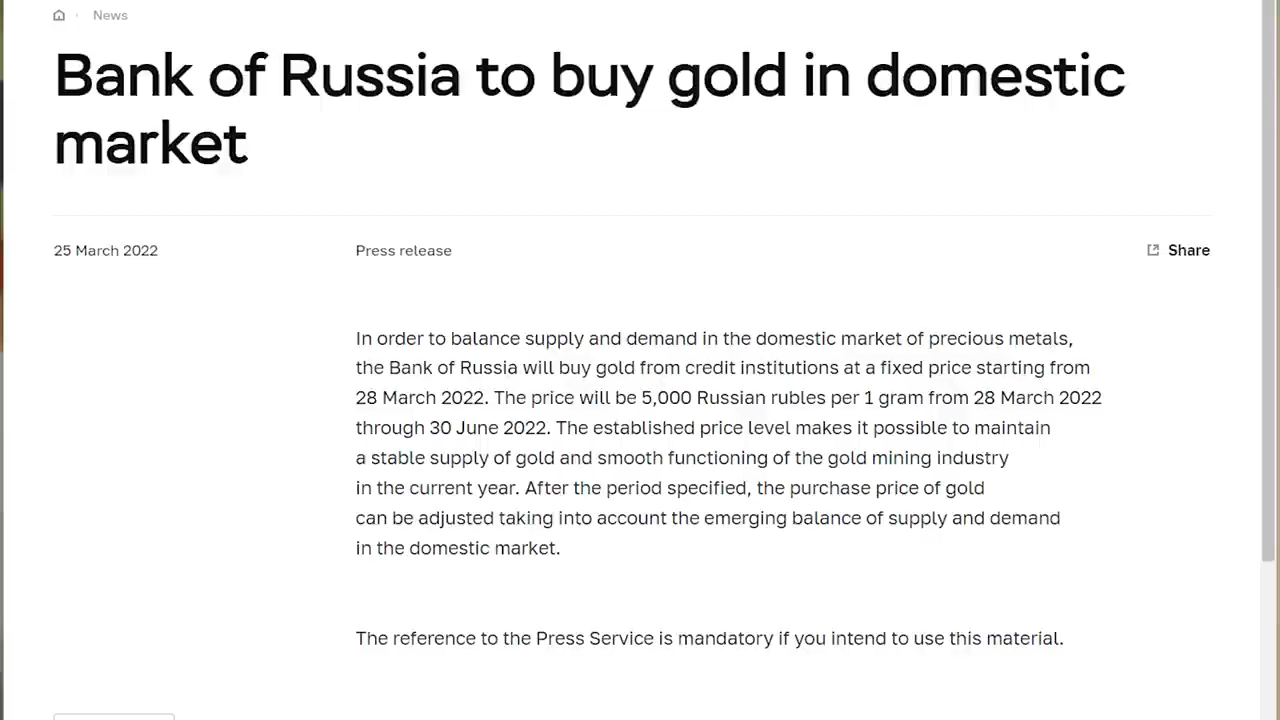 News
Bank of Russia to buy gold in domestic
market
25 March 2022
Press release
Share
In order to balance supply and demand in the domestic market of precious metals,
the Bank of Russia will buy gold from credit institutions at a fixed price starting from
28 March 2022. The price will be 5,000 Russian rubles per 1 gram from 28 March 2022
through 30 June 2022. The established price level makes it possible to maintain
a stable supply of gold and smooth functioning of the gold mining industry
in the current year. After the period specified, the purchase price of gold
can be adjusted taking into account the emerging balance of supply and demand
in the domestic market.
The reference to the Press Service is mandatory if you intend to use this material.